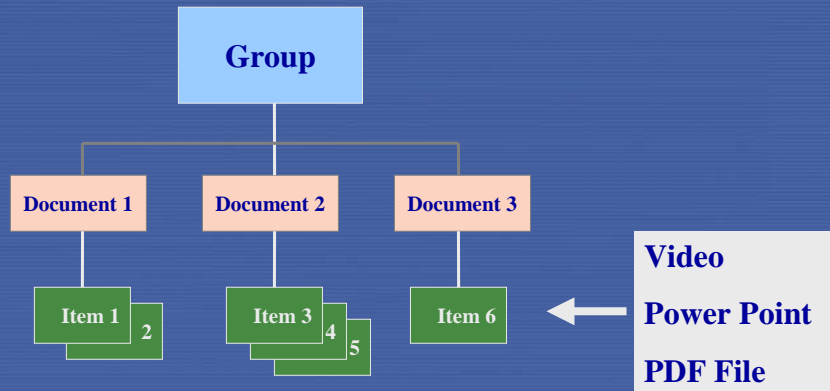 Group
Document 1
Document 2
Document 3
Item 1
2
Item 3
4
5
Item 6
Video
Power Point
PDF File